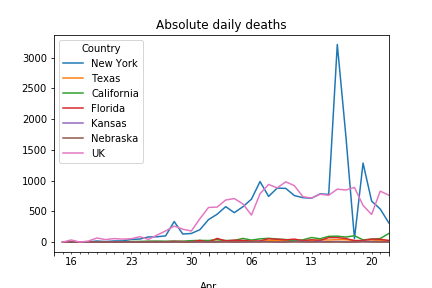 Absolute daily deaths
3000
2500
2000
1500
1000
500
0
Country
New York
Texas
California
Florida
Kansas
Nebraska
UK
16 23 30 06 13 20
Apr